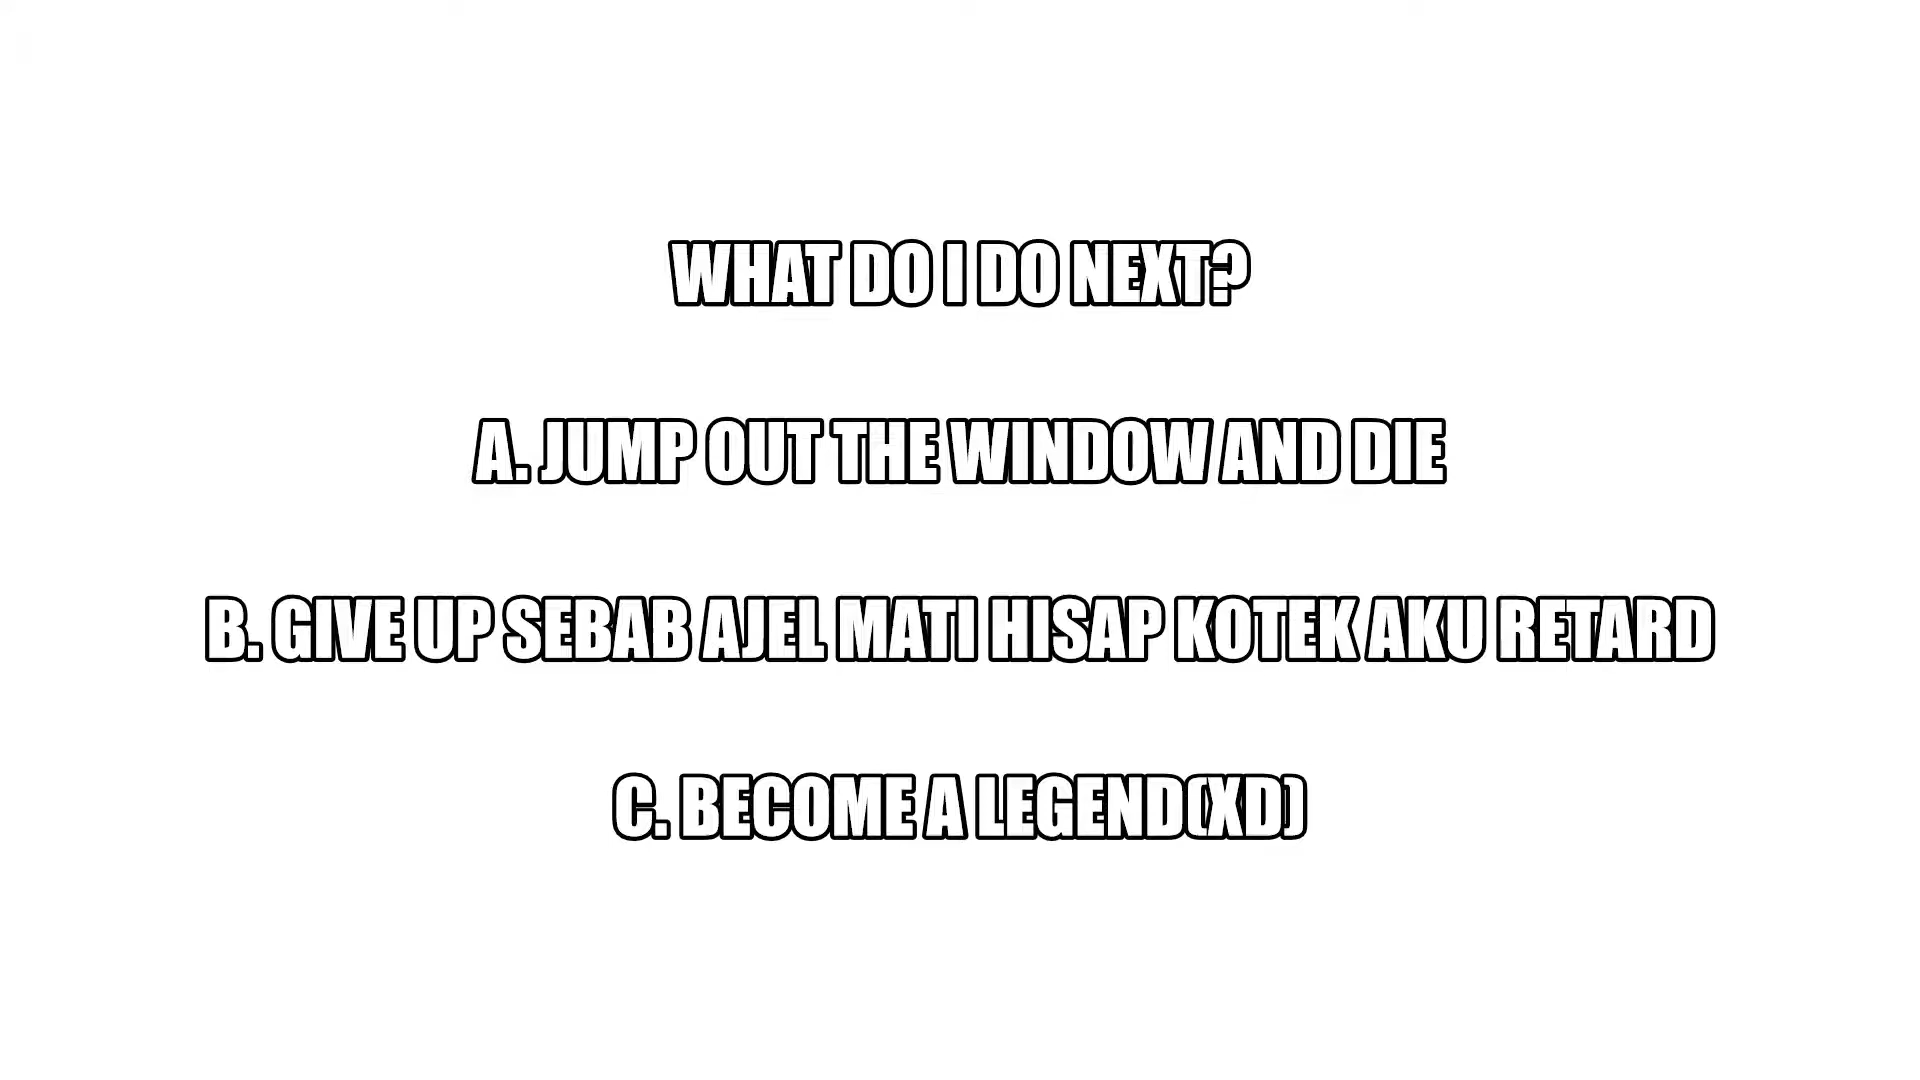 WHAT DO I DO NEXT?
A. JUMP OUT THE WINDOW AND DIE
B. GIVE UP SEBAB AJEL MATI HISAP KOTEK AKU RETARD
C. BECOME A LEGEND(XD)